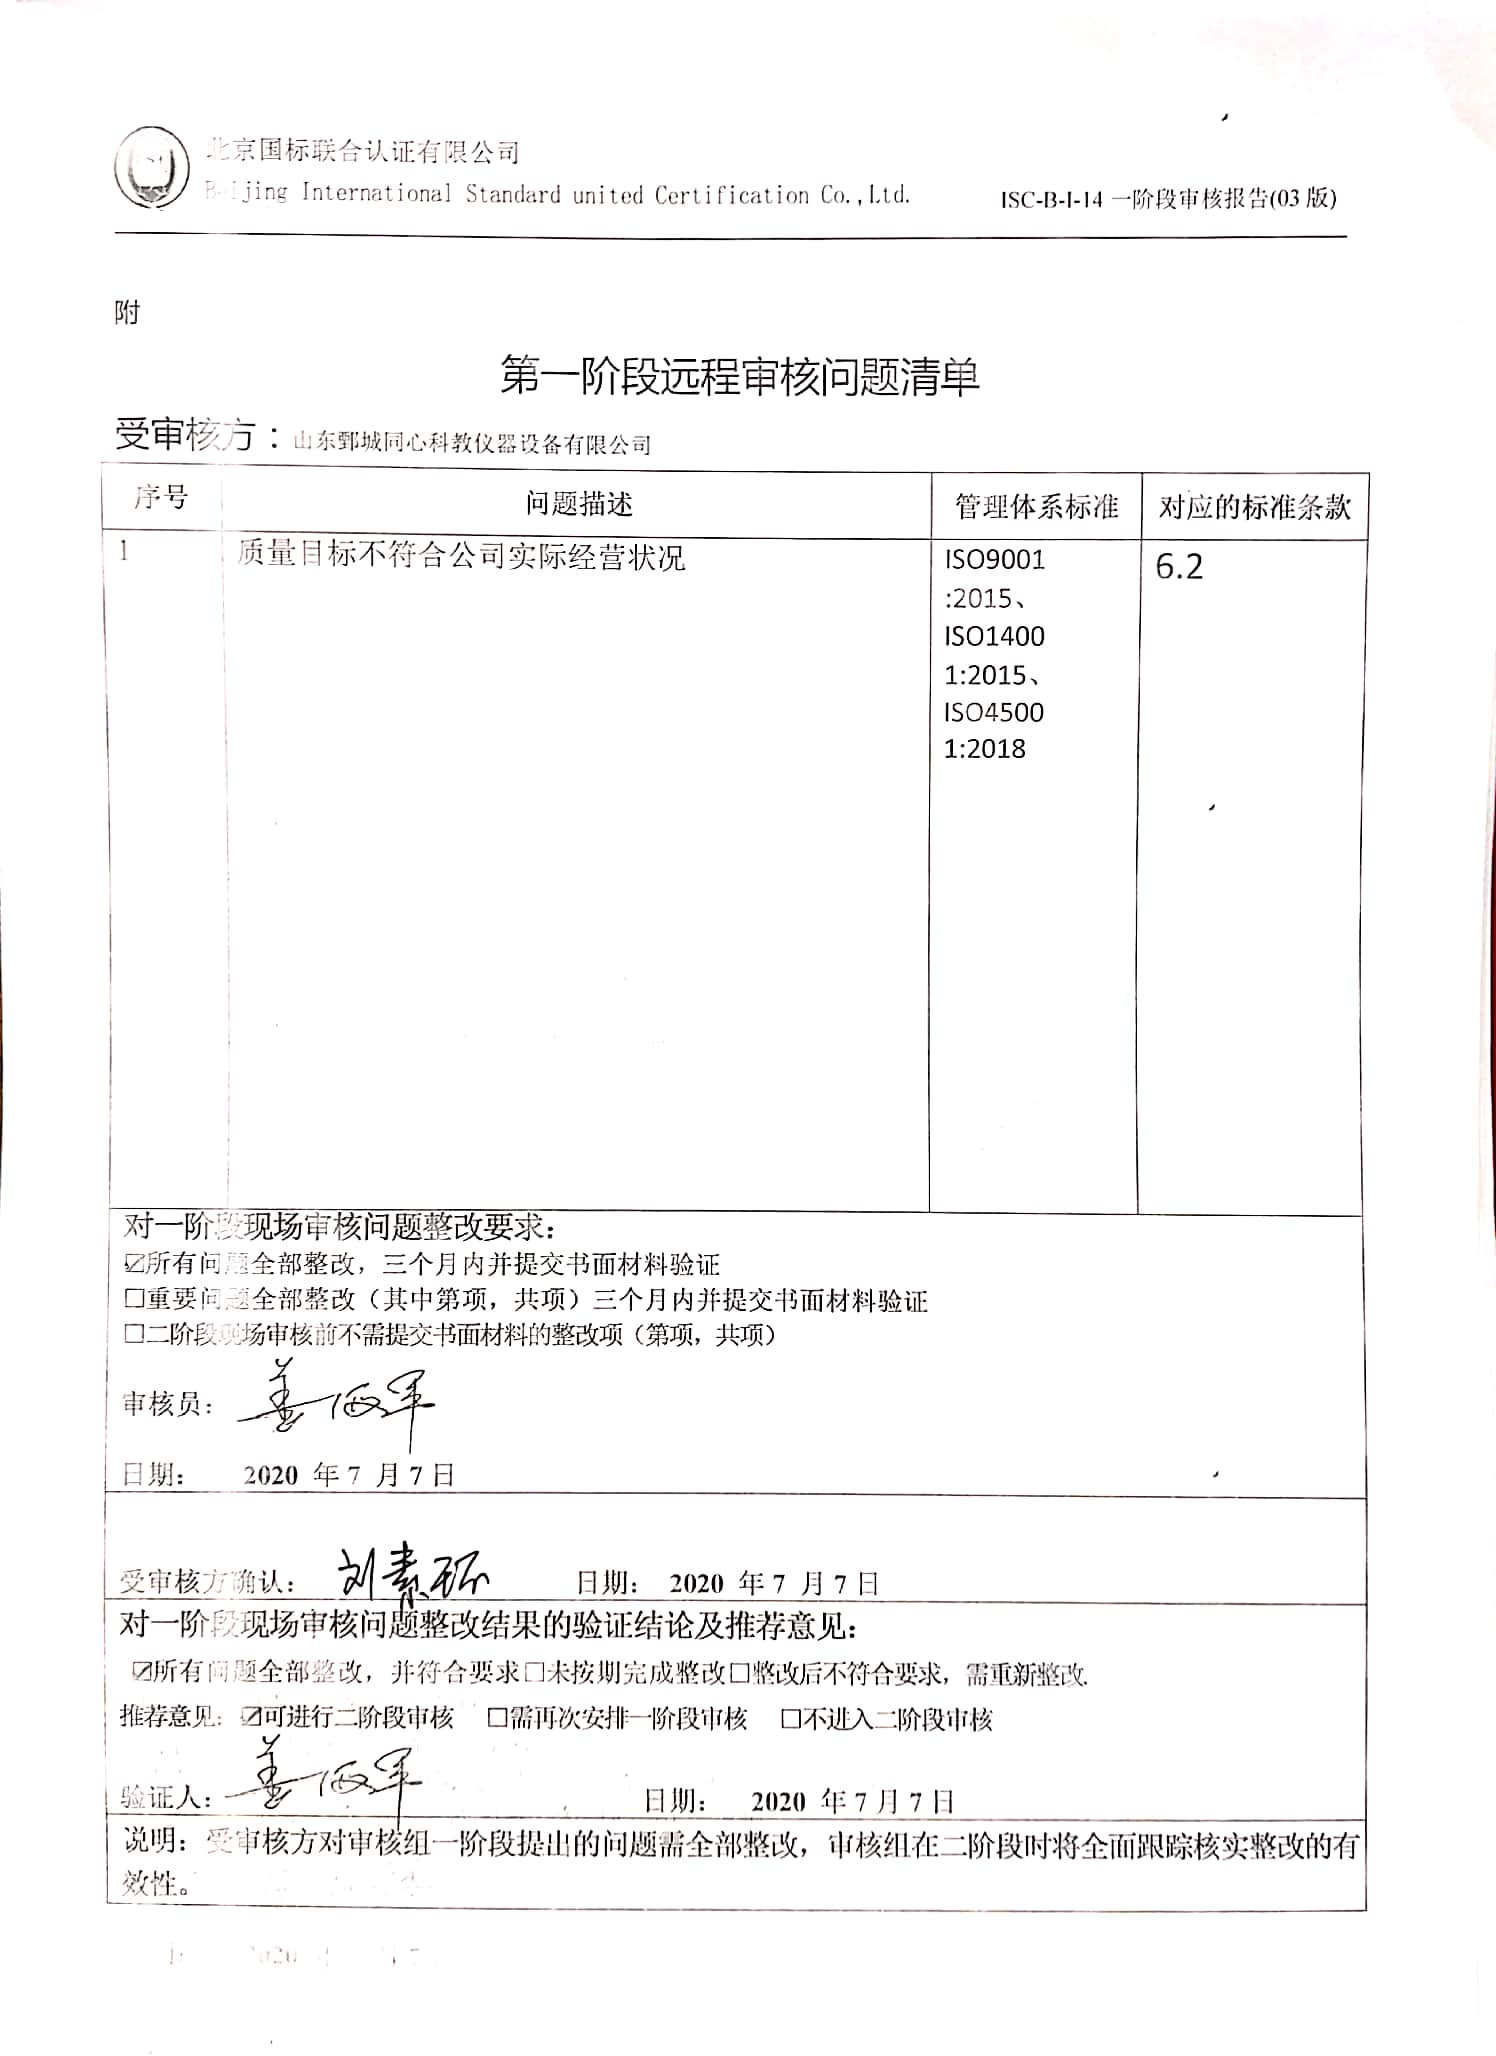 北京国标联合认证有限公司
Beijing International Standard united Certification Co.,Ltd.
ISC-B-I-14 一阶段审核报告(03 版)
附
第一阶段远程审核问题清单
受审核方：山东鄄城同心科教仪器设备有限公司
序号 问题描述 管理体系标准 对应的标准条款
1 质量目标不符合公司实际经营状况 ISO9001 6.2
:2015、
ISO1400
1:2015、
ISO4500
1:2018
对一阶段现场审核问题整改要求：
☑所有问题全部整改，三个月内并提交书面材料验证
□重要问题全部整改（其中第项，共项）三个月内并提交书面材料验证
□二阶段现场审核前不需提交书面材料的整改项（第项，共项）
审核员： 姜海军
日期： 2020 年 7 月 7 日
受审核方确认： 刘素环 日期： 2020 年 7 月 7 日
对一阶段现场审核问题整改结果的验证结论及推荐意见：
☑所有问题全部整改，并符合要求□未按期完成整改□整改后不符合要求，需重新整改.
推荐意见：☑可进行二阶段审核 □需再次安排一阶段审核 □不进入二阶段审核
验证人： 姜海军 日期： 2020 年 7 月 7 日
说明：受审核方对审核组一阶段提出的问题需全部整改，审核组在二阶段时将全面跟踪核实整改的有
效性。